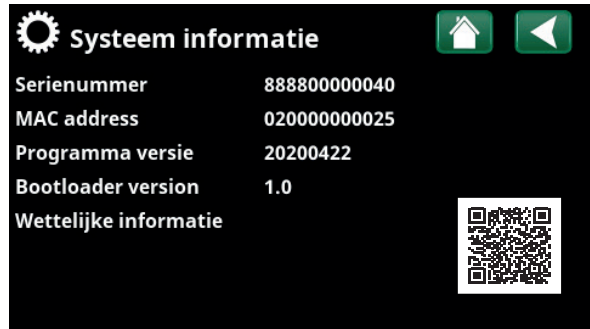 Systeem informatie
Serienummer 888800000040
MAC address 020000000025
Programma versie 20200422
Bootloader version 1.0
Wettelijke informatie